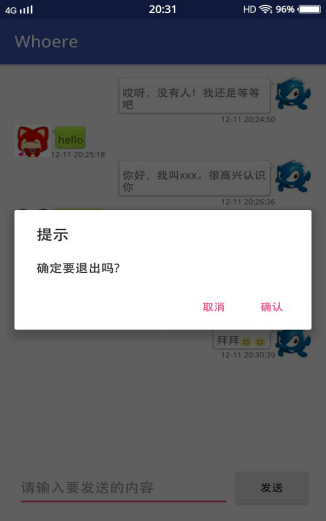 4G 20:31 HD 96%
Whoere
哎呀，没有人！我还是等等
吧
12-11 20:24:50
hello
12-11 20:25:18
你好，我叫xxx。很高兴认识
你
12-11 20:26:36
提示
确定要退出吗?
取消 确认
拜拜
12-11 20:30:39
请输入要发送的内容 发送